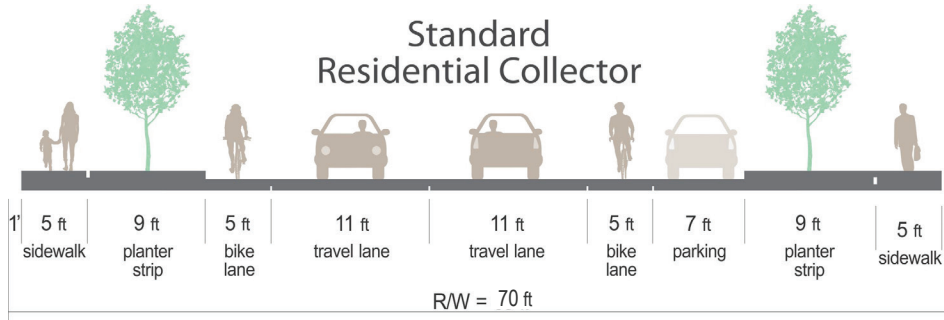 Standard
Residential Collector
1' 5 ft 9 ft 5 ft 11 ft 11 ft 5 ft 7 ft 9 ft 5 ft
sidewalk planter strip bike lane travel lane travel lane bike lane parking planter strip sidewalk
R/W = 70 ft